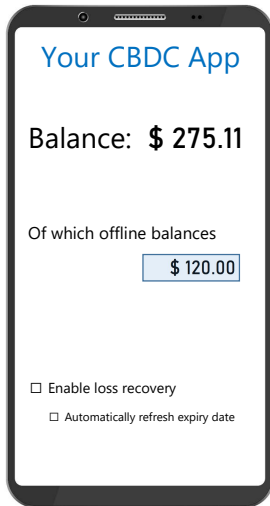 Your CBDC App
Balance: $ 275.11
Of which offline balances
$ 120.00
☐ Enable loss recovery
☐ Automatically refresh expiry date